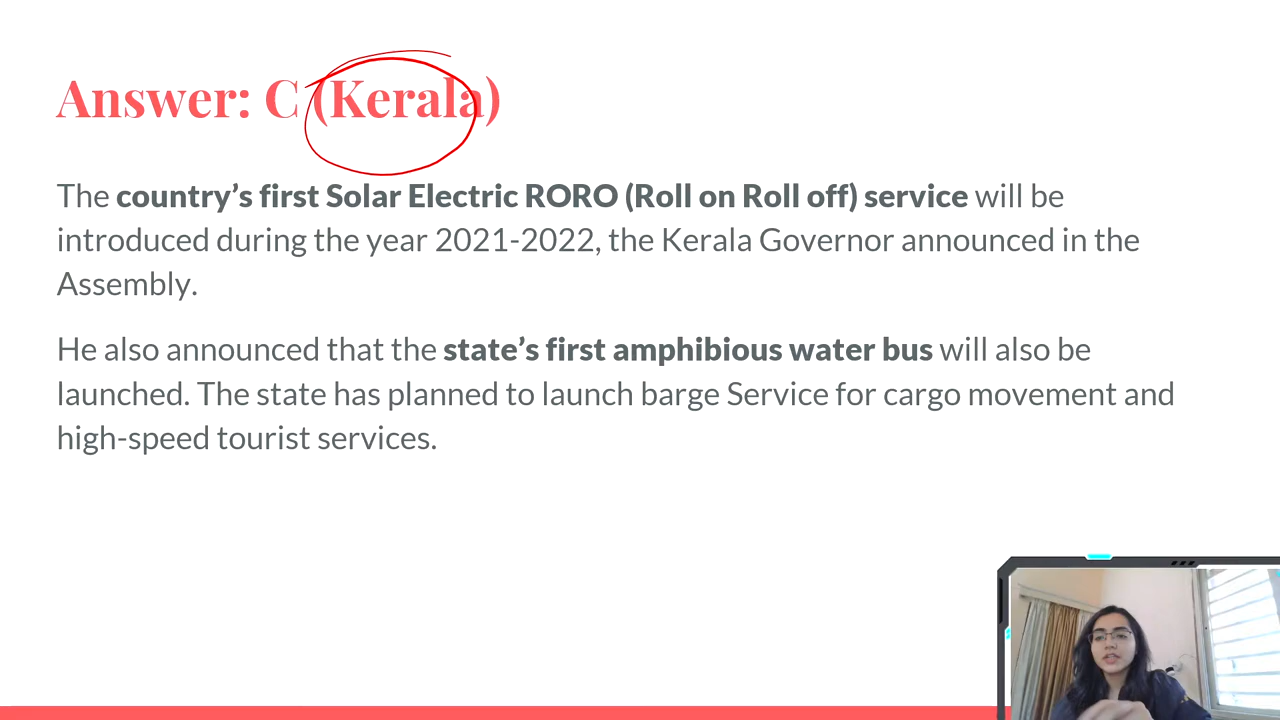 Answer: C (Kerala)
The country’s first Solar Electric RORO (Roll on Roll off) service will be
introduced during the year 2021-2022, the Kerala Governor announced in the
Assembly.
He also announced that the state’s first amphibious water bus will also be
launched. The state has planned to launch barge Service for cargo movement and
high-speed tourist services.